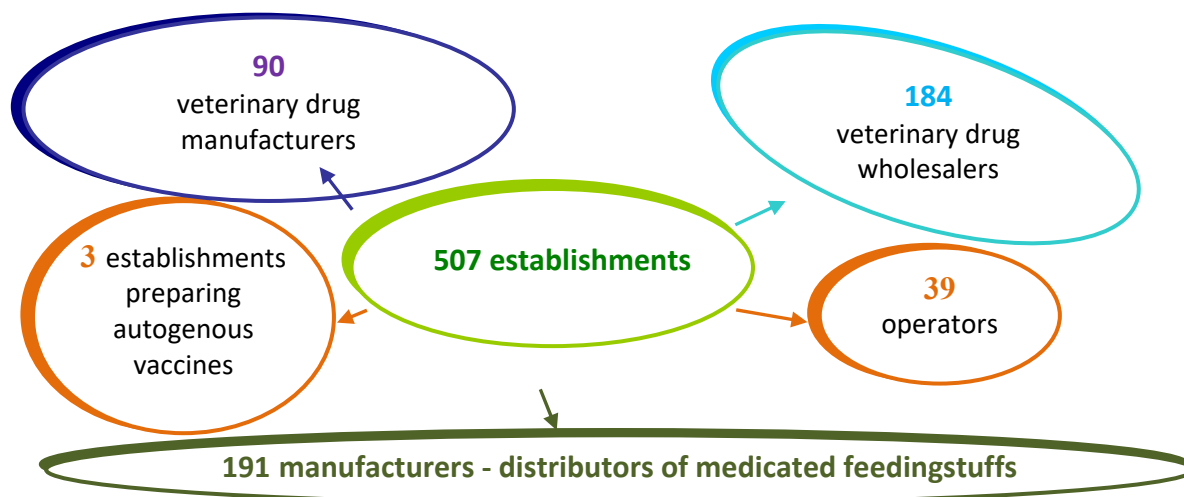 90
veterinary drug
manufacturers
184
veterinary drug
wholesalers
3 establishments
preparing
autogenous
vaccines
507 establishments
39
operators
191 manufacturers - distributors of medicated feedingstuffs